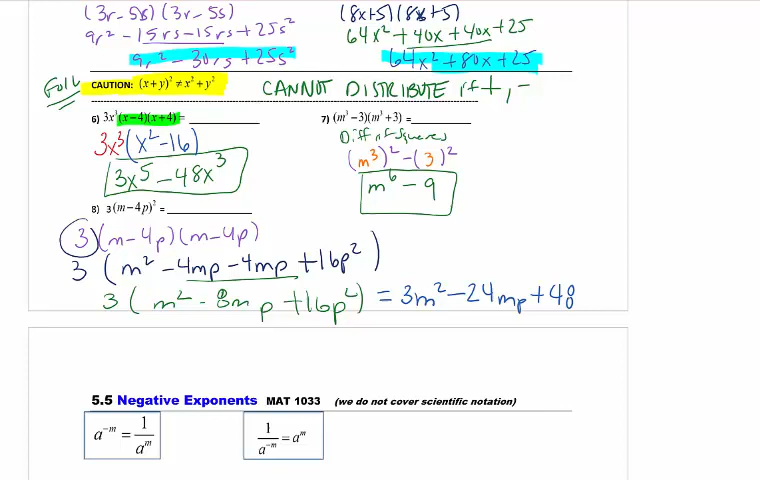 (3r - 5s)(3r - 5s)
9r² - 15rs - 15rs + 25s²
9r² - 30rs + 25s²
(8x+5)(8x+5)
64x² + 40x + 40x + 25
64x² + 80x + 25
FOIL
CAUTION: (x + y)² ≠ x² + y²
CANNOT DISTRIBUTE if +, -
6) 3x³(x – 4)(x + 4) = ____________
3x³(x² - 16)
3x⁵ - 48x³
7) (m³ – 3)(m³ + 3) = ____________
Diff of Squares
(m³)² - (3)²
m⁶ - 9
8) 3(m – 4p)² = ____________
3(m - 4p)(m - 4p)
3 (m² - 4mp - 4mp + 16p²)
3 (m² - 8mp + 16p²) = 3m² - 24mp + 48
5.5 Negative Exponents MAT 1033 (we do not cover scientific notation)
a⁻ᵐ = 1/aᵐ
1/a⁻ᵐ = aᵐ